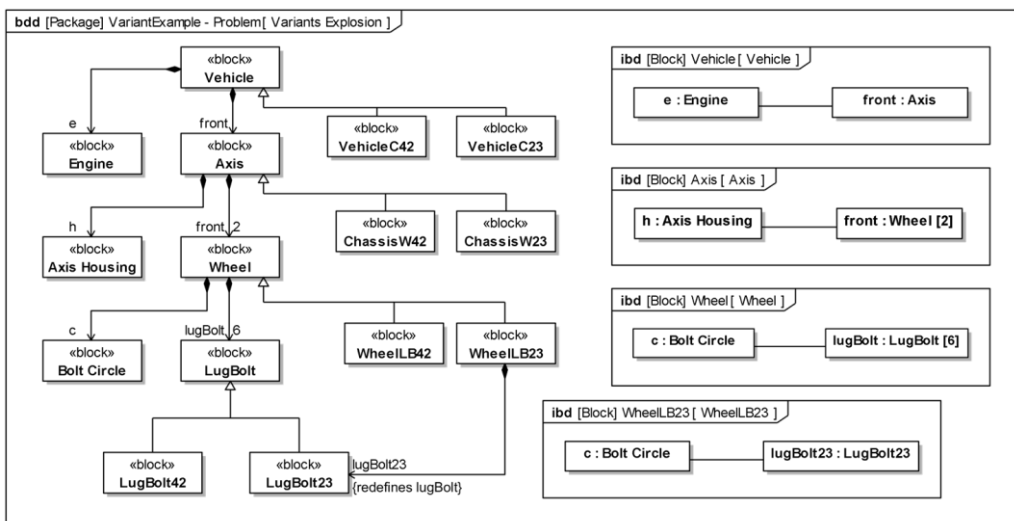 bdd [Package] VariantExample - Problem[ Variants Explosion ]
«block»
Vehicle
e
front
«block»
Engine
«block»
Axis
«block»
VehicleC42
«block»
VehicleC23
h
front 2
«block»
Axis Housing
«block»
Wheel
«block»
ChassisW42
«block»
ChassisW23
c
lugBolt 6
«block»
Bolt Circle
«block»
LugBolt
«block»
WheelLB42
«block»
WheelLB23
«block»
LugBolt42
«block»
LugBolt23
lugBolt23
{redefines lugBolt}
ibd [Block] Vehicle[ Vehicle ]
e : Engine
front : Axis
ibd [Block] Axis [ Axis ]
h : Axis Housing
front : Wheel [2]
ibd [Block] Wheel[ Wheel ]
c : Bolt Circle
lugBolt : LugBolt [6]
ibd [Block] WheelLB23 [ WheelLB23 ]
c : Bolt Circle
lugBolt23 : LugBolt23